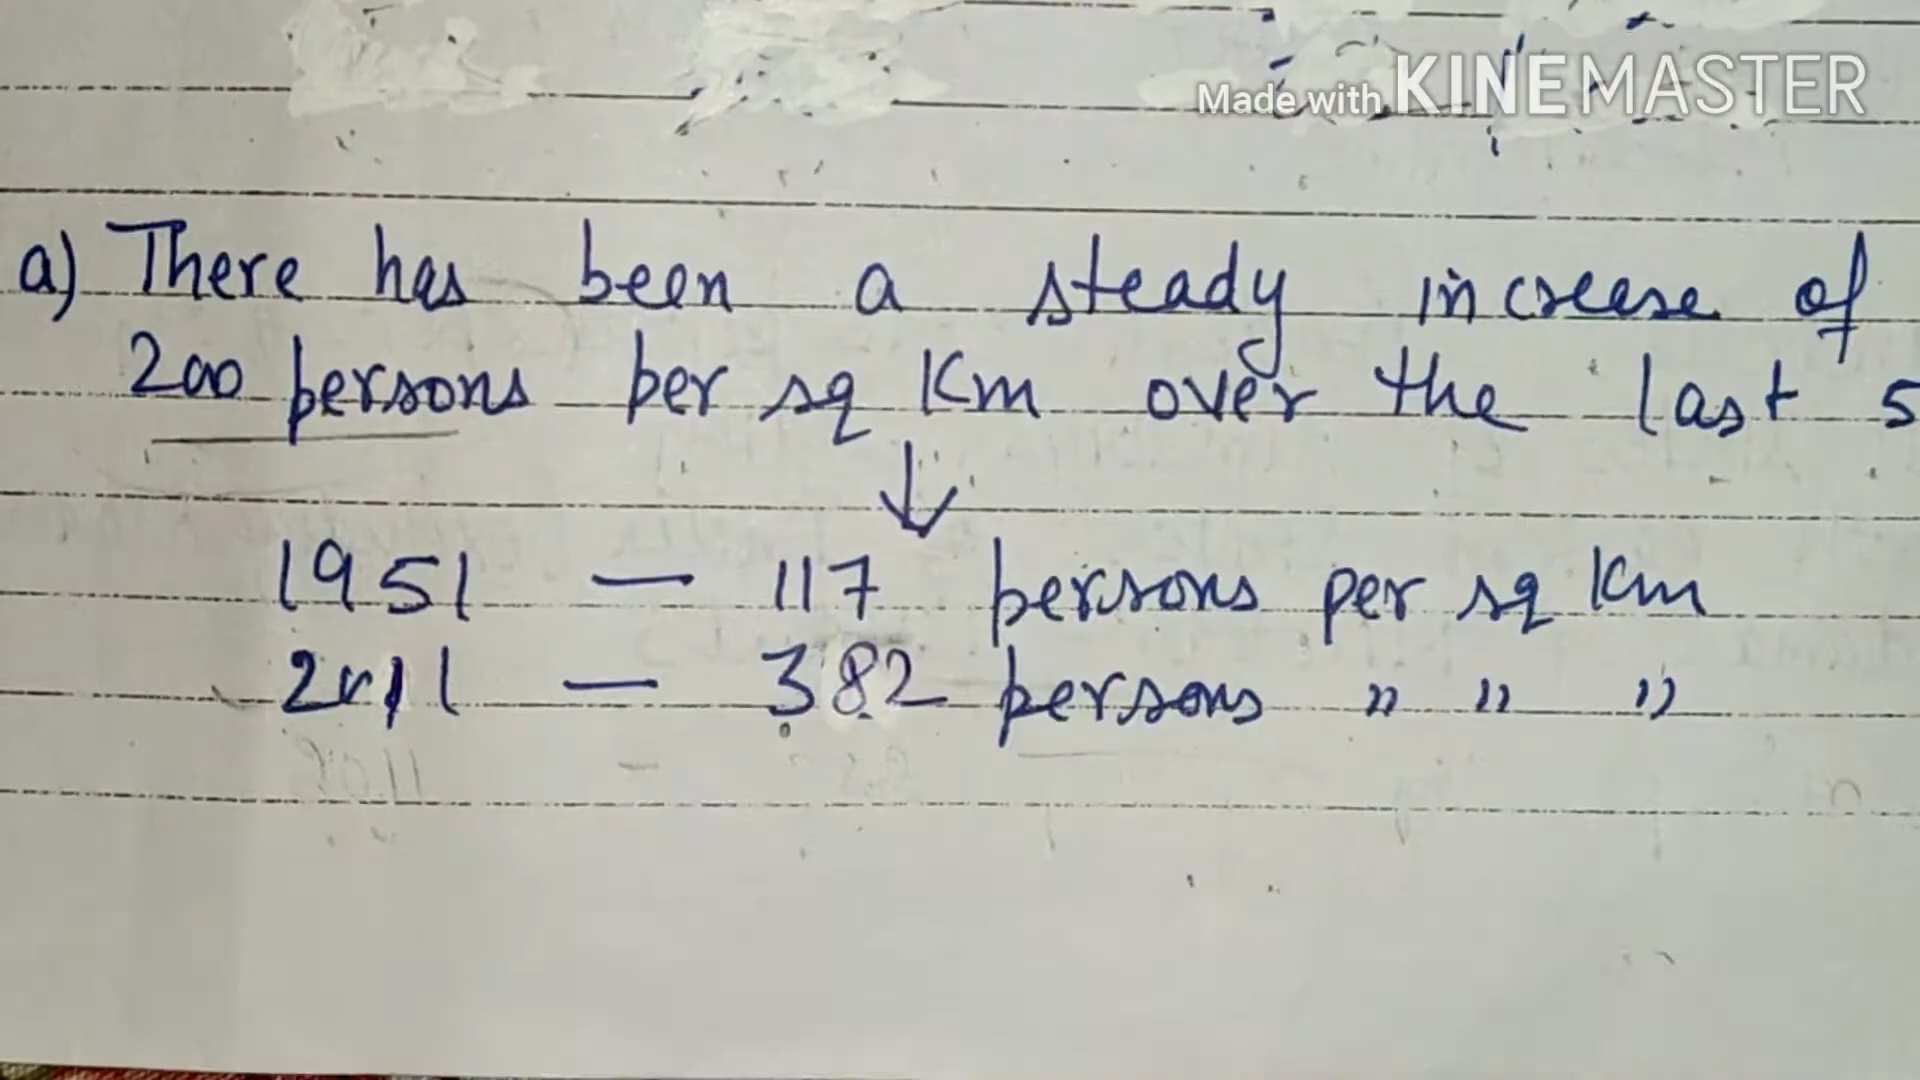 Made with KINEMASTER
a) There has been a steady increase of
200 persons per sq Km over the last 5
1951 — 117 persons per sq Km
2011 — 382 persons " " "